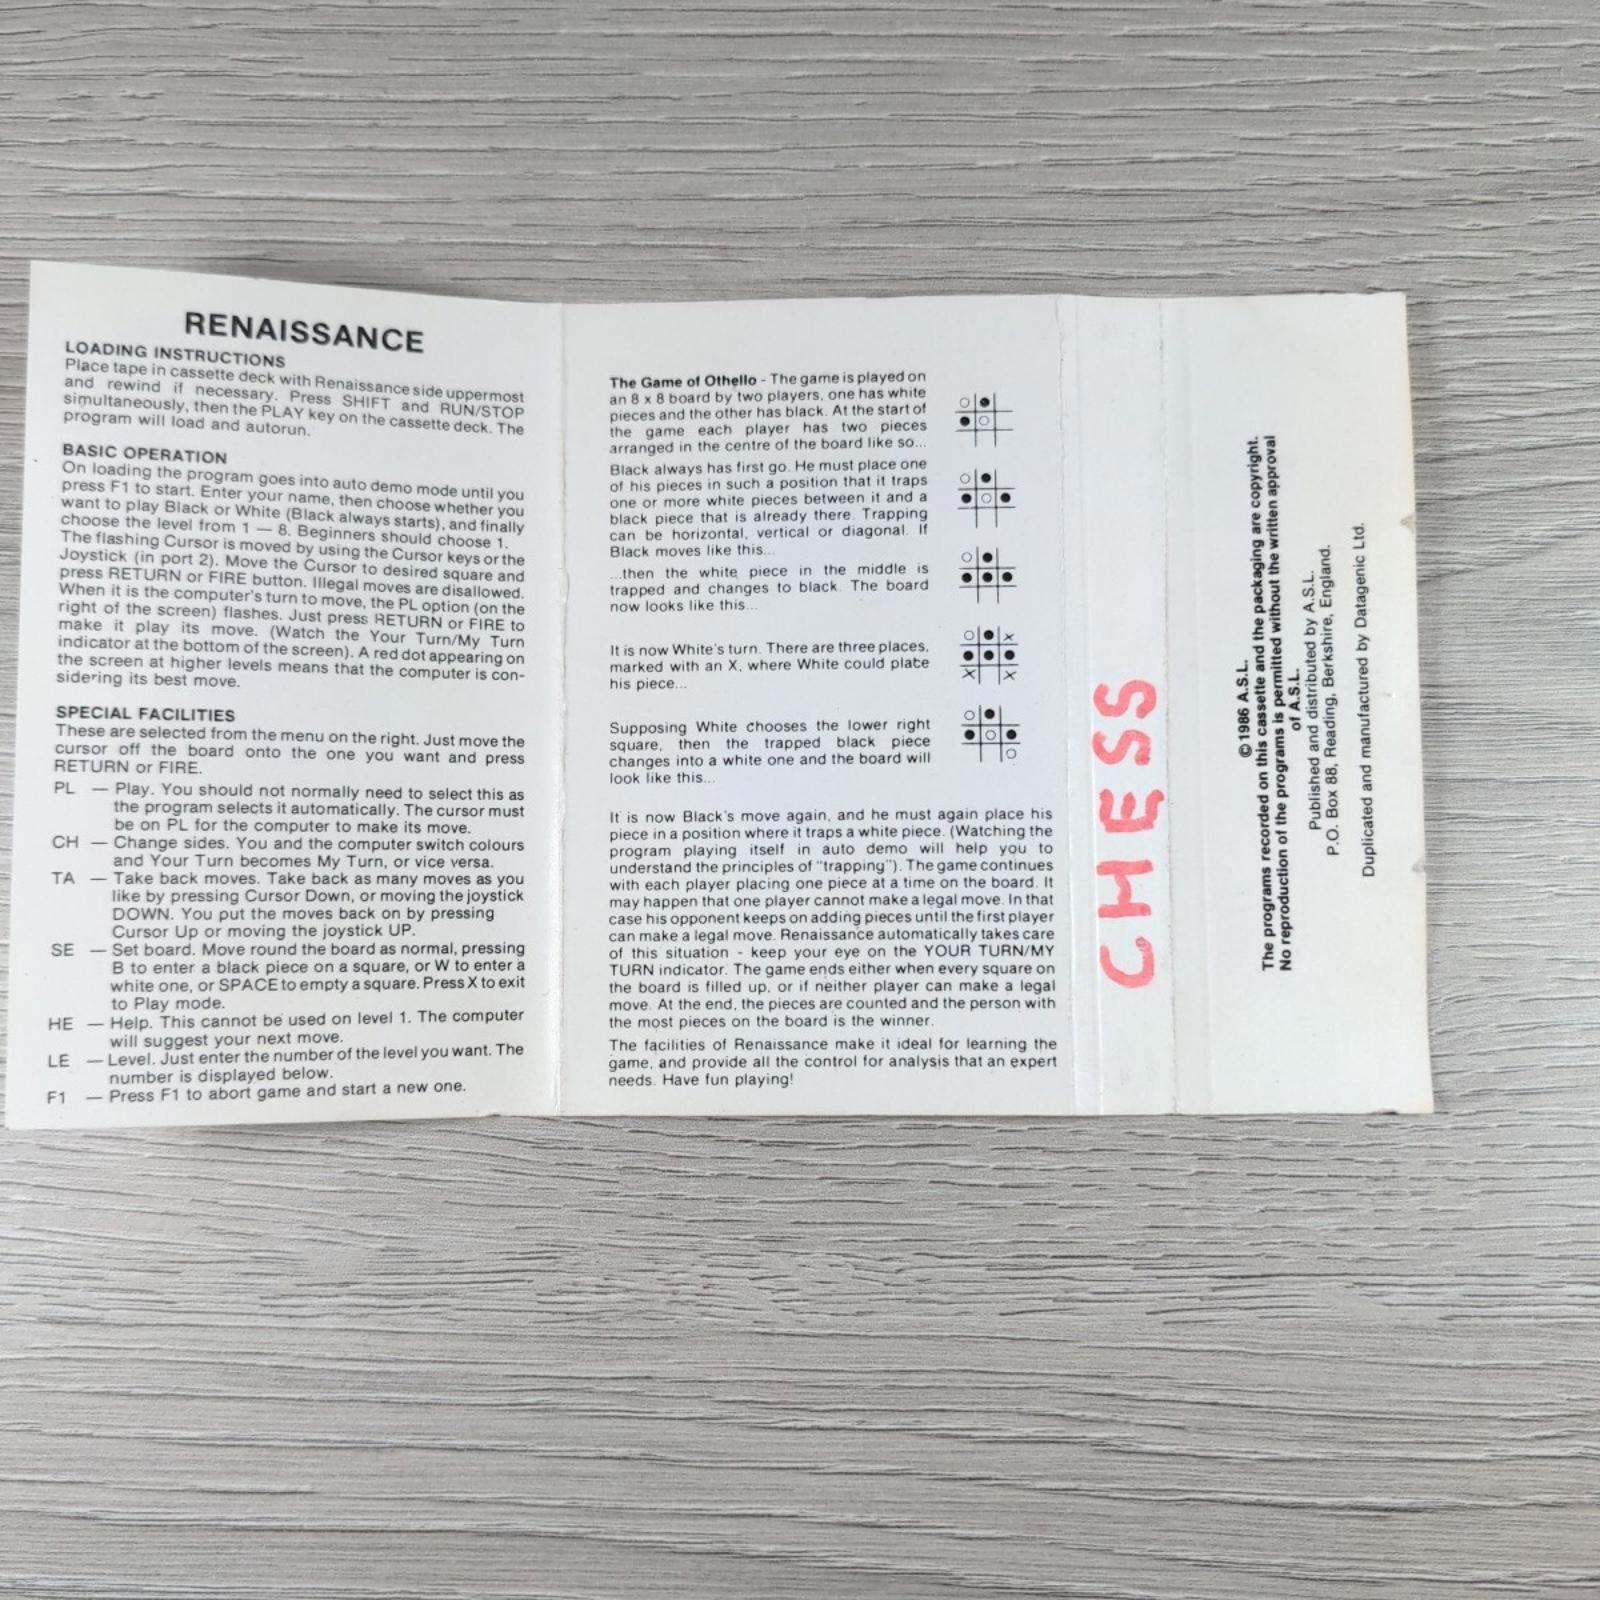 RENAISSANCE
LOADING INSTRUCTIONS
Place tape in cassette deck with Renaissance side uppermost
and rewind if necessary. Press SHIFT and RUN/STOP
simultaneously, then the PLAY key on the cassette deck. The
program will load and autorun.
BASIC OPERATION
On loading the program goes into auto demo mode until you
press F1 to start. Enter your name, then choose whether you
want to play Black or White (Black always starts), and finally
choose the level from 1 — 8. Beginners should choose 1.
The flashing Cursor is moved by using the Cursor keys or the
Joystick (in port 2). Move the Cursor to desired square and
press RETURN or FIRE button. Illegal moves are disallowed.
When it is the computer's turn to move, the PL option (on the
right of the screen) flashes. Just press RETURN or FIRE to
make it play its move. (Watch the Your Turn/My Turn
indicator at the bottom of the screen). A red dot appearing on
the screen at higher levels means that the computer is con-
sidering its best move.
SPECIAL FACILITIES
These are selected from the menu on the right. Just move the
cursor off the board onto the one you want and press
RETURN or FIRE.
PL — Play. You should not normally need to select this as
the program selects it automatically. The cursor must
be on PL for the computer to make its move.
CH — Change sides. You and the computer switch colours
and Your Turn becomes My Turn, or vice versa.
TA — Take back moves. Take back as many moves as you
like by pressing Cursor Down, or moving the joystick
DOWN. You put the moves back on by pressing
Cursor Up or moving the joystick UP.
SE — Set board. Move round the board as normal, pressing
B to enter a black piece on a square, or W to enter a
white one, or SPACE to empty a square. Press X to exit
to Play mode.
HE — Help. This cannot be used on level 1. The computer
will suggest your next move.
LE — Level. Just enter the number of the level you want. The
number is displayed below.
F1 — Press F1 to abort game and start a new one.
The Game of Othello - The game is played on
an 8 x 8 board by two players, one has white
pieces and the other has black. At the start of
the game each player has two pieces
arranged in the centre of the board like so...
Black always has first go. He must place one
of his pieces in such a position that it traps
one or more white pieces between it and a
black piece that is already there. Trapping
can be horizontal, vertical or diagonal. If
Black moves like this...
...then the white piece in the middle is
trapped and changes to black. The board
now looks like this...
It is now White's turn. There are three places,
marked with an X, where White could place
his piece...
x
x x
Supposing White chooses the lower right
square, then the trapped black piece
changes into a white one and the board will
look like this...
It is now Black's move again, and he must again place his
piece in a position where it traps a white piece. (Watching the
program playing itself in auto demo will help you to
understand the principles of "trapping"). The game continues
with each player placing one piece at a time on the board. It
may happen that one player cannot make a legal move. In that
case his opponent keeps on adding pieces until the first player
can make a legal move. Renaissance automatically takes care
of this situation - keep your eye on the YOUR TURN/MY
TURN indicator. The game ends either when every square on
the board is filled up, or if neither player can make a legal
move. At the end, the pieces are counted and the person with
the most pieces on the board is the winner.
The facilities of Renaissance make it ideal for learning the
game, and provide all the control for analysis that an expert
needs. Have fun playing!
CHESS
©1986 A.S.L.
The programs recorded on this cassette and the packaging are copyright.
No reproduction of the programs is permitted without the written approval
of A.S.L.
Published and distributed by A.S.L.
P.O. Box 88, Reading, Berkshire, England.
Duplicated and manufactured by Datagenic Ltd.